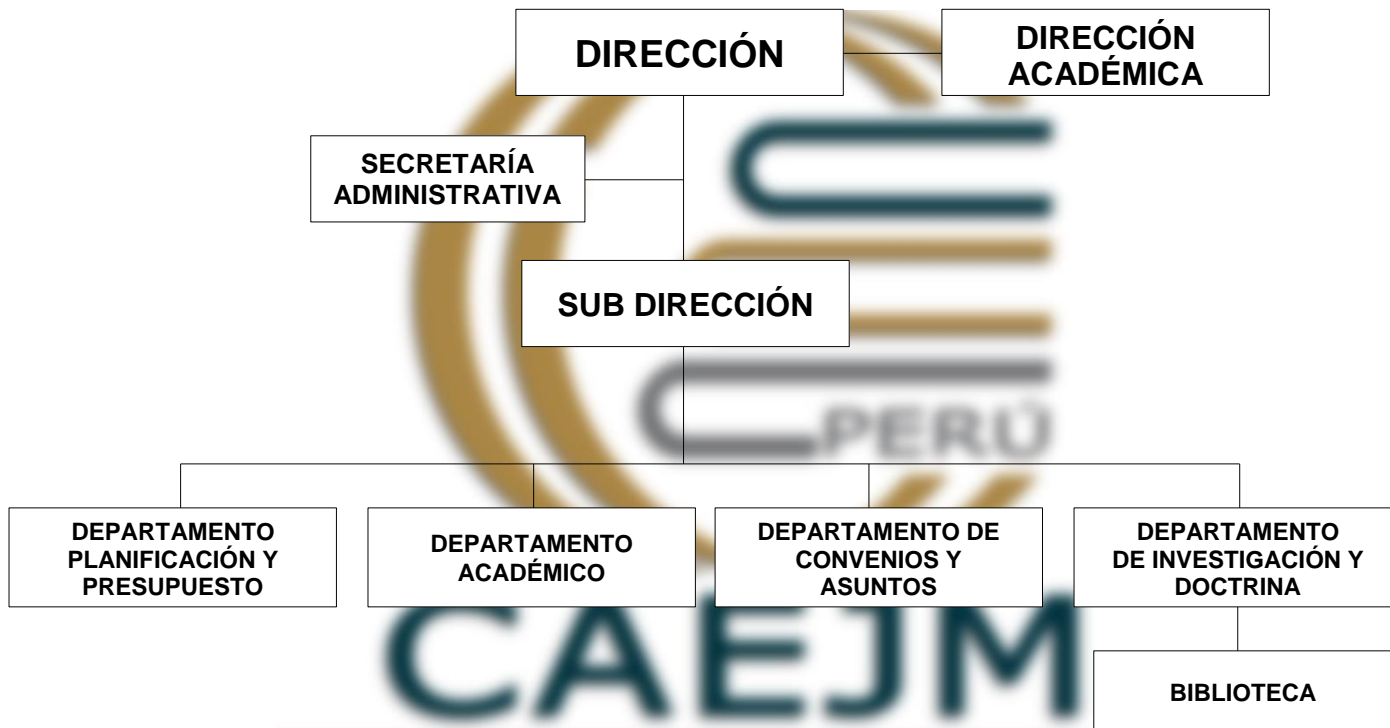 DIRECCIÓN
DIRECCIÓN
ACADÉMICA
SECRETARÍA
ADMINISTRATIVA
SUB DIRECCIÓN
PERÚ
DEPARTAMENTO
PLANIFICACIÓN Y
PRESUPUESTO
DEPARTAMENTO
ACADÉMICO
DEPARTAMENTO DE
CONVENIOS Y
ASUNTOS
DEPARTAMENTO
DE INVESTIGACIÓN Y
DOCTRINA
CAEJM
BIBLIOTECA